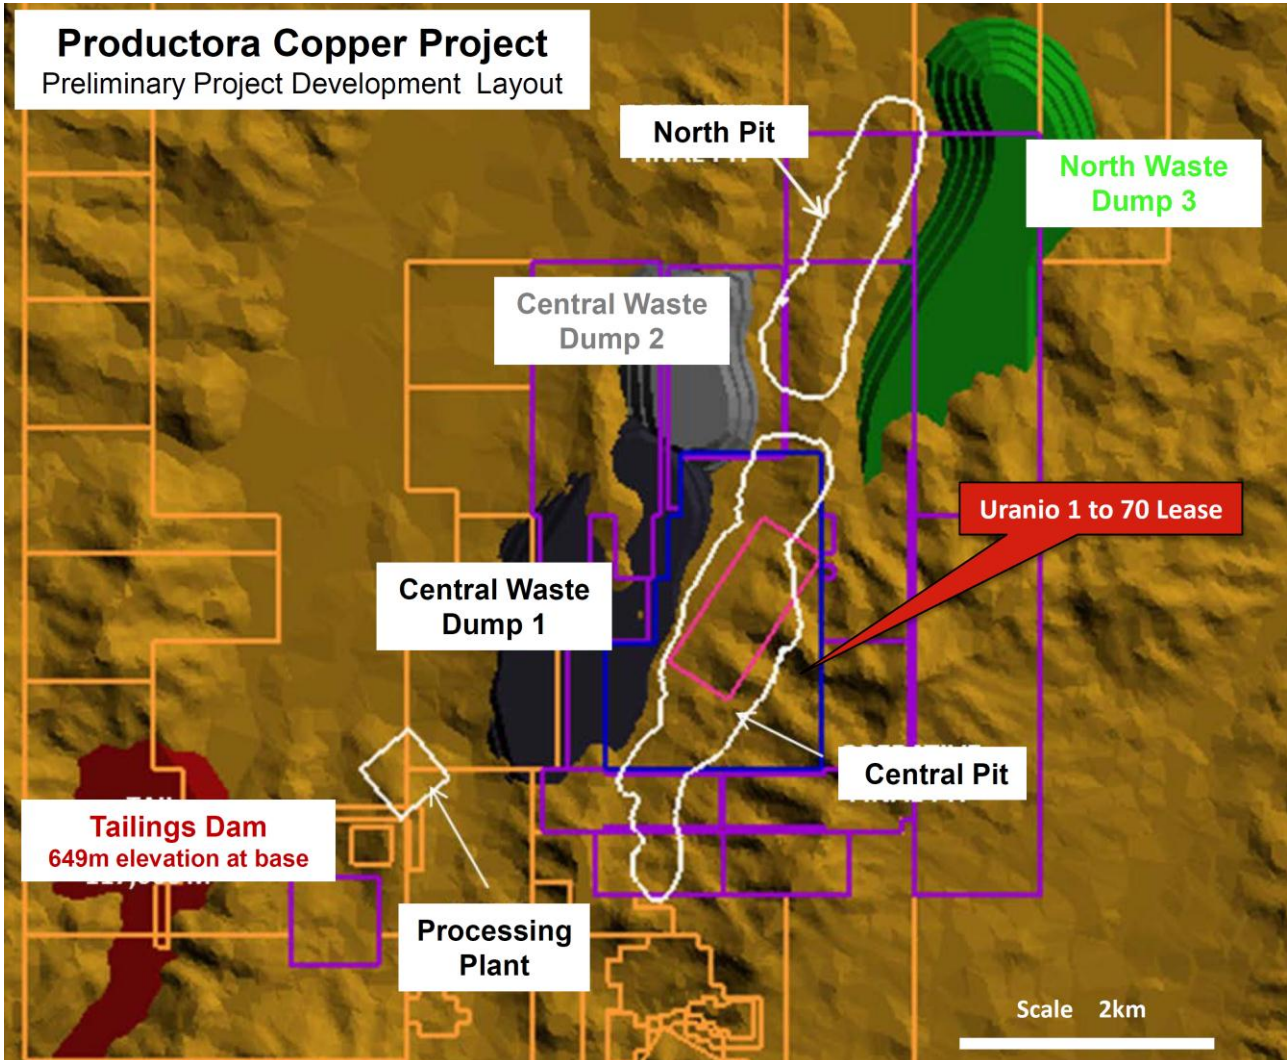 Productora Copper Project
Preliminary Project Development Layout
North Pit
North Waste
Dump 3
Central Waste
Dump 2
Uranio 1 to 70 Lease
Central Waste
Dump 1
Central Pit
Tailings Dam
649m elevation at base
Processing
Plant
Scale 2km